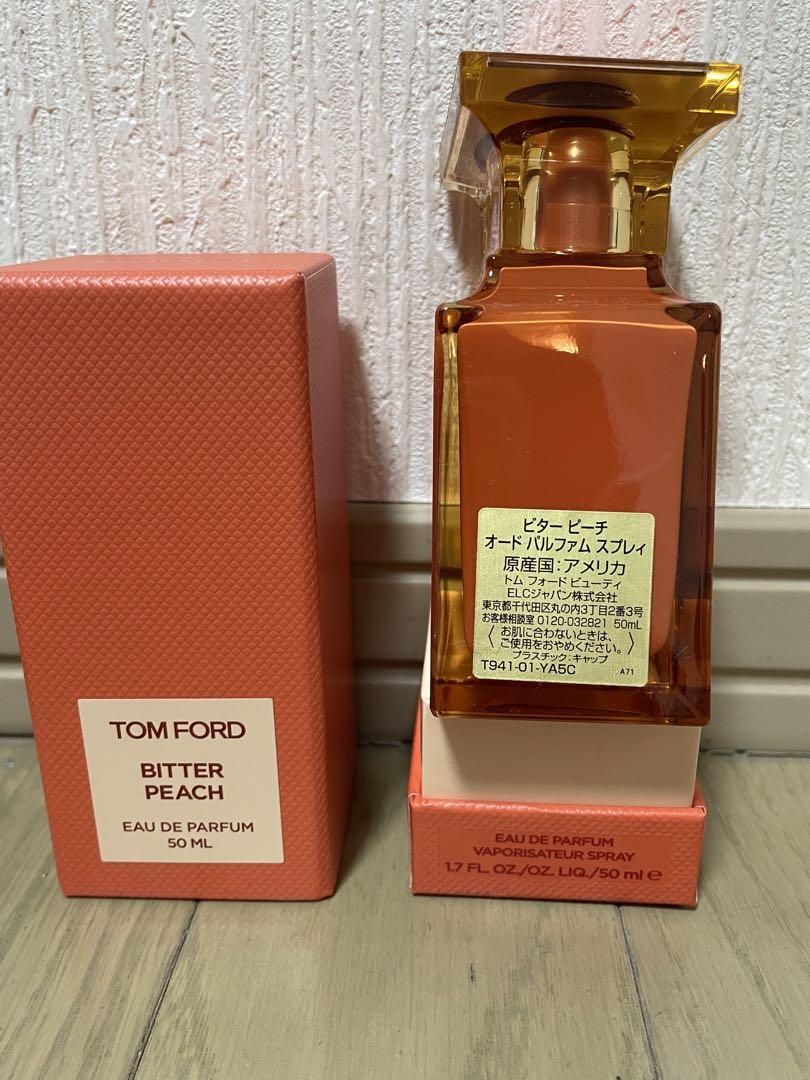 TOM FORD
BITTER
PEACH
EAU DE PARFUM
50 ML
ビター ピーチ
オード パルファム スプレィ
原産国:アメリカ
トム フォード ビューティ
ELCジャパン株式会社
東京都千代田区丸の内3丁目2番3号
お客様相談室 0120-032821 50mL
〈 お肌に合わないときは、
ご使用をおやめください。 〉
プラスチック:キャップ
T941-01-YA5C A71
EAU DE PARFUM
VAPORISATEUR SPRAY
1.7 FL. OZ./OZ. LIQ./50 ml e